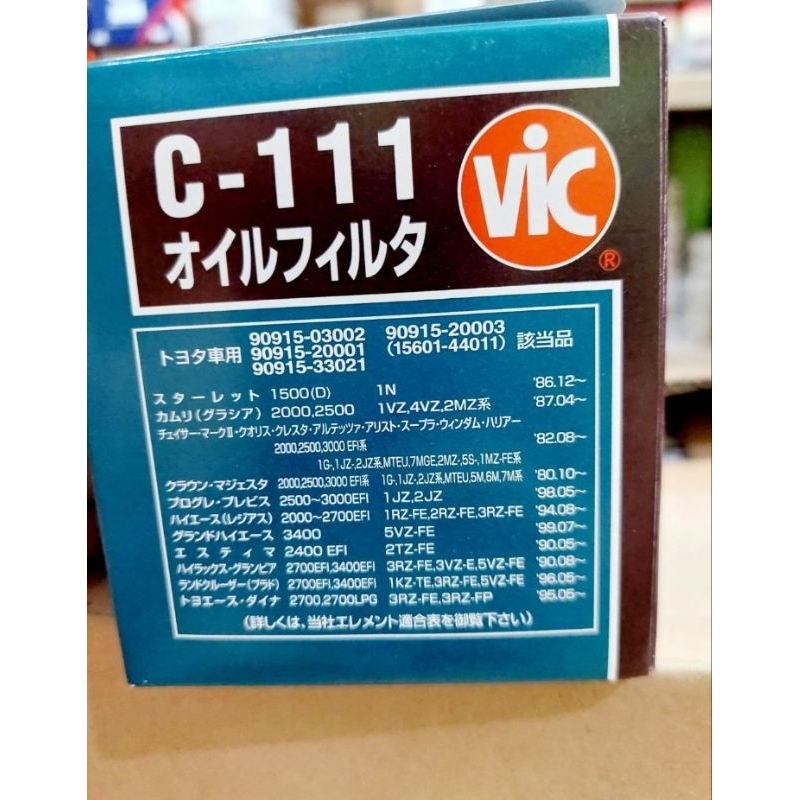 C-111
オイルフィルタ
ViC
®
トヨタ車用 90915-03002 90915-20003 該当品
90915-20001 (15601-44011)
90915-33021
スターレット 1500(D) 1N '86.12~
カムリ(グラシア) 2000,2500 1VZ,4VZ,2MZ系 '87.04~
チェイサー・マークⅡ・クオリス・クレスタ・アルテッツァ・アリスト・スープラ・ウィンダム・ハリアー
2000,2500,3000 EFI系 '82.08~
1G-,1JZ-,2JZ系,MTEU,7MGE,2MZ-,5S-,1MZ-FE系
クラウン・マジェスタ 2000,2500,3000 EFI系 1G-,1JZ-,2JZ系,MTEU,5M,6M,7M系 '80.10~
プログレ・ブレビス 2500~3000EFI 1JZ,2JZ '98.05~
ハイエース(レジアス) 2000~2700EFI 1RZ-FE,2RZ-FE,3RZ-FE '94.08~
グランドハイエース 3400 5VZ-FE '99.07~
エスティマ 2400 EFI 2TZ-FE '90.05~
ハイラックス・グランビア 2700EFI,3400EFI 3RZ-FE,3VZ-E,5VZ-FE '90.08~
ランドクルーザー(プラド) 2700EFI,3400EFI 1KZ-TE,3RZ-FE,5VZ-FE '96.05~
トヨエース・ダイナ 2700,2700LPG 3RZ-FE,3RZ-FP '95.05~
(詳しくは,当社エレメント適合表を御覧下さい)